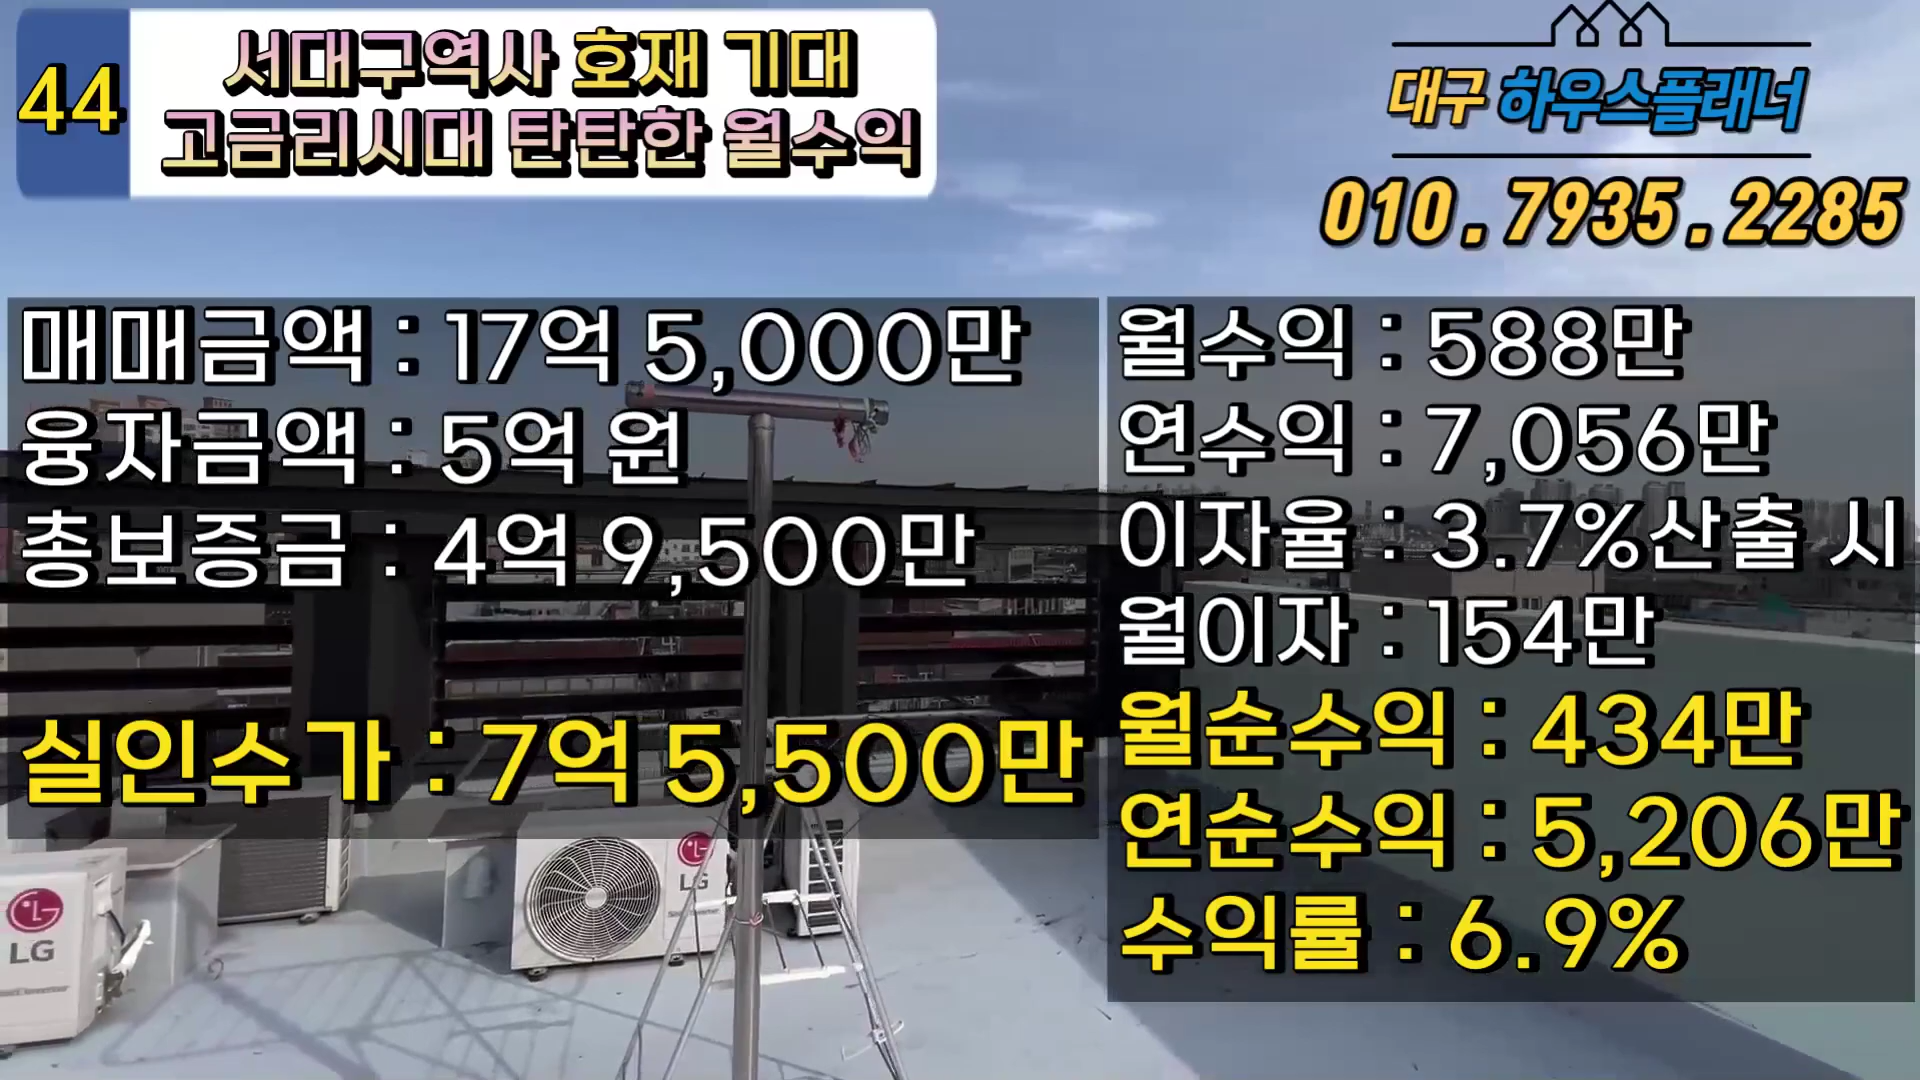 44
서대구역사 호재 기대
고금리시대 탄탄한 월수익
대구 하우스플래너
010.7935.2285
매매금액 : 17억 5,000만
융자금액 : 5억 원
총보증금 : 4억 9,500만
실인수가 : 7억 5,500만
월수익 : 588만
연수익 : 7,056만
이자율 : 3.7%산출 시
월이자 : 154만
월순수익 : 434만
연순수익 : 5,206만
수익률 : 6.9%
LG
LG